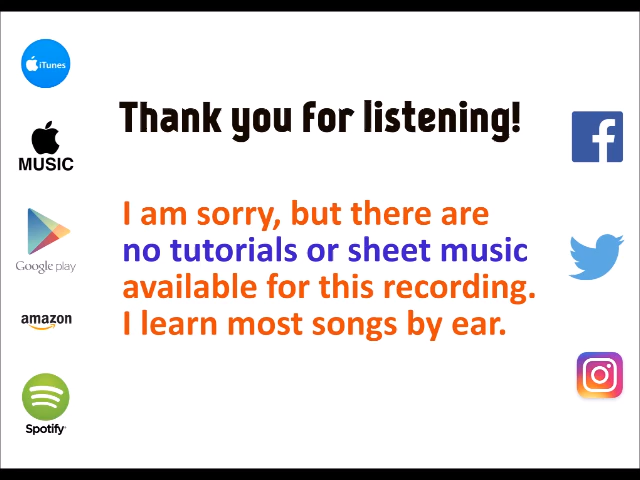 iTunes
MUSIC
Google play
amazon
Spotify
Thank you for listening!
I am sorry, but there are
no tutorials or sheet music
available for this recording.
I learn most songs by ear.